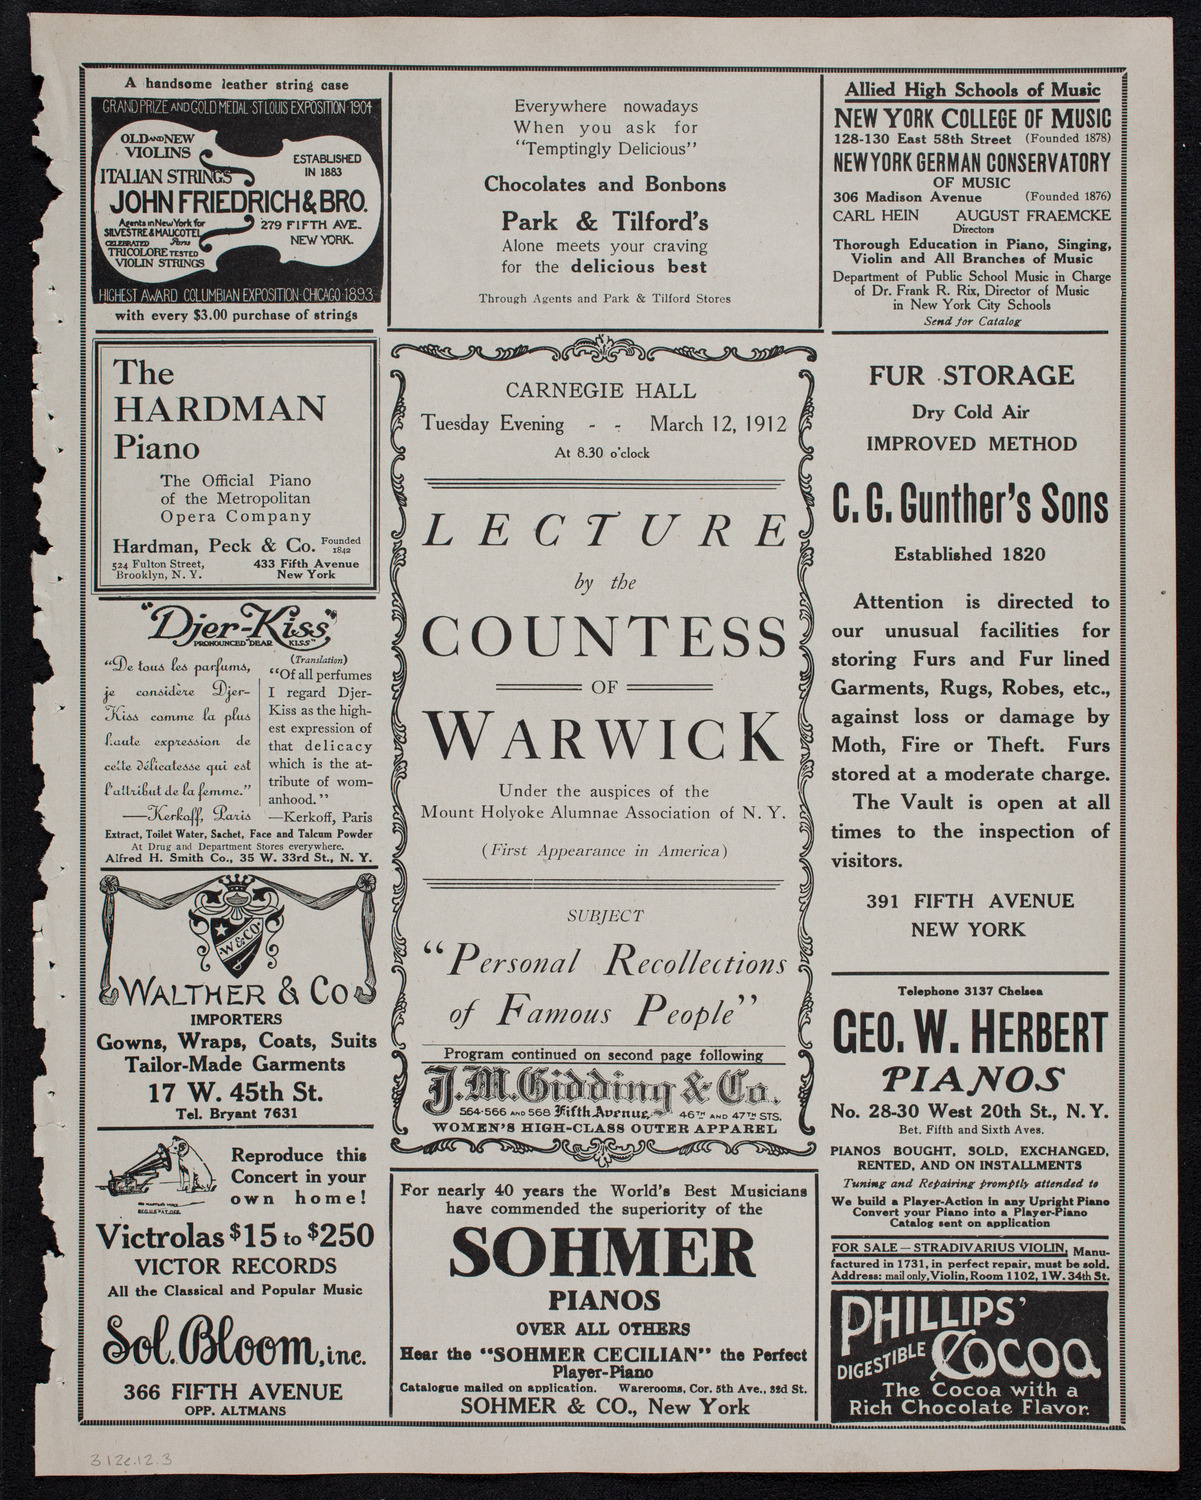 A handsome leather string case
GRAND PRIZE AND GOLD MEDAL ST LOUIS EXPOSITION 1904
OLD AND NEW
VIOLINS
ITALIAN STRINGS
ESTABLISHED
IN 1883
JOHN FRIEDRICH & BRO.
Agents in New York for
SILVESTRE & MAUCOTEL
CELEBRATED Paris
TRICOLORE TESTED
VIOLIN STRINGS
279 FIFTH AVE.
NEW YORK.
HIGHEST AWARD COLUMBIAN EXPOSITION-CHICAGO-1893
with every $3.00 purchase of strings
The
HARDMAN
Piano
The Official Piano
of the Metropolitan
Opera Company
Hardman, Peck & Co. Founded 1842
524 Fulton Street,
Brooklyn, N. Y.
433 Fifth Avenue
New York
"Djer-Kiss"
PRONOUNCED "DEAR KISS"
"De tous les parfums,
je considère Djer-
Kiss comme la plus
haute expression de
cette délicatesse qui est
l'attribut de la femme."
—Kerkoff, Paris
(Translation)
"Of all perfumes
I regard Djer-
Kiss as the high-
est expression of
that delicacy
which is the at-
tribute of wom-
anhood."
—Kerkoff, Paris
Extract, Toilet Water, Sachet, Face and Talcum Powder
At Drug and Department Stores everywhere.
Alfred H. Smith Co., 35 W. 33rd St., N. Y.
W & CO
WALTHER & CO
IMPORTERS
Gowns, Wraps, Coats, Suits
Tailor-Made Garments
17 W. 45th St.
Tel. Bryant 7631
Reproduce this
Concert in your
own home!
Victrolas $15 to $250
VICTOR RECORDS
All the Classical and Popular Music
Sol. Bloom, inc.
366 FIFTH AVENUE
OPP. ALTMANS
Everywhere nowadays
When you ask for
"Temptingly Delicious"
Chocolates and Bonbons
Park & Tilford's
Alone meets your craving
for the delicious best
Through Agents and Park & Tilford Stores
CARNEGIE HALL
Tuesday Evening - - March 12, 1912
At 8.30 o'clock
LECTURE
by the
COUNTESS
OF
WARWICK
Under the auspices of the
Mount Holyoke Alumnae Association of N. Y.
(First Appearance in America)
SUBJECT
"Personal Recollections
of Famous People"
Program continued on second page following
J. M. Gidding & Co.
564-566 AND 568 Fifth Avenue, 46TH AND 47TH STS.
WOMEN'S HIGH-CLASS OUTER APPAREL
For nearly 40 years the World's Best Musicians
have commended the superiority of the
SOHMER
PIANOS
OVER ALL OTHERS
Hear the "SOHMER CECILIAN" the Perfect
Player-Piano
Catalogue mailed on application. Warerooms, Cor. 5th Ave., 32d St.
SOHMER & CO., New York
Allied High Schools of Music
NEW YORK COLLEGE OF MUSIC
128-130 East 58th Street (Founded 1878)
NEW YORK GERMAN CONSERVATORY
OF MUSIC
306 Madison Avenue (Founded 1876)
CARL HEIN AUGUST FRAEMCKE
Directors
Thorough Education in Piano, Singing,
Violin and All Branches of Music
Department of Public School Music in Charge
of Dr. Frank R. Rix, Director of Music
in New York City Schools
Send for Catalog
FUR STORAGE
Dry Cold Air
IMPROVED METHOD
C. G. Gunther's Sons
Established 1820
Attention is directed to
our unusual facilities for
storing Furs and Fur lined
Garments, Rugs, Robes, etc.,
against loss or damage by
Moth, Fire or Theft. Furs
stored at a moderate charge.
The Vault is open at all
times to the inspection of
visitors.
391 FIFTH AVENUE
NEW YORK
Telephone 3137 Chelsea
GEO. W. HERBERT
PIANOS
No. 28-30 West 20th St., N. Y.
Bet. Fifth and Sixth Aves.
PIANOS BOUGHT, SOLD, EXCHANGED,
RENTED, AND ON INSTALLMENTS
Tuning and Repairing promptly attended to
We build a Player-Action in any Upright Piano
Convert your Piano into a Player-Piano
Catalog sent on application
FOR SALE — STRADIVARIUS VIOLIN, Manu-
factured in 1731, in perfect repair, must be sold.
Address: mail only, Violin, Room 1102, 1 W. 34th St.
PHILLIPS'
DIGESTIBLE COCOA
The Cocoa with a
Rich Chocolate Flavor.
312e.12.3